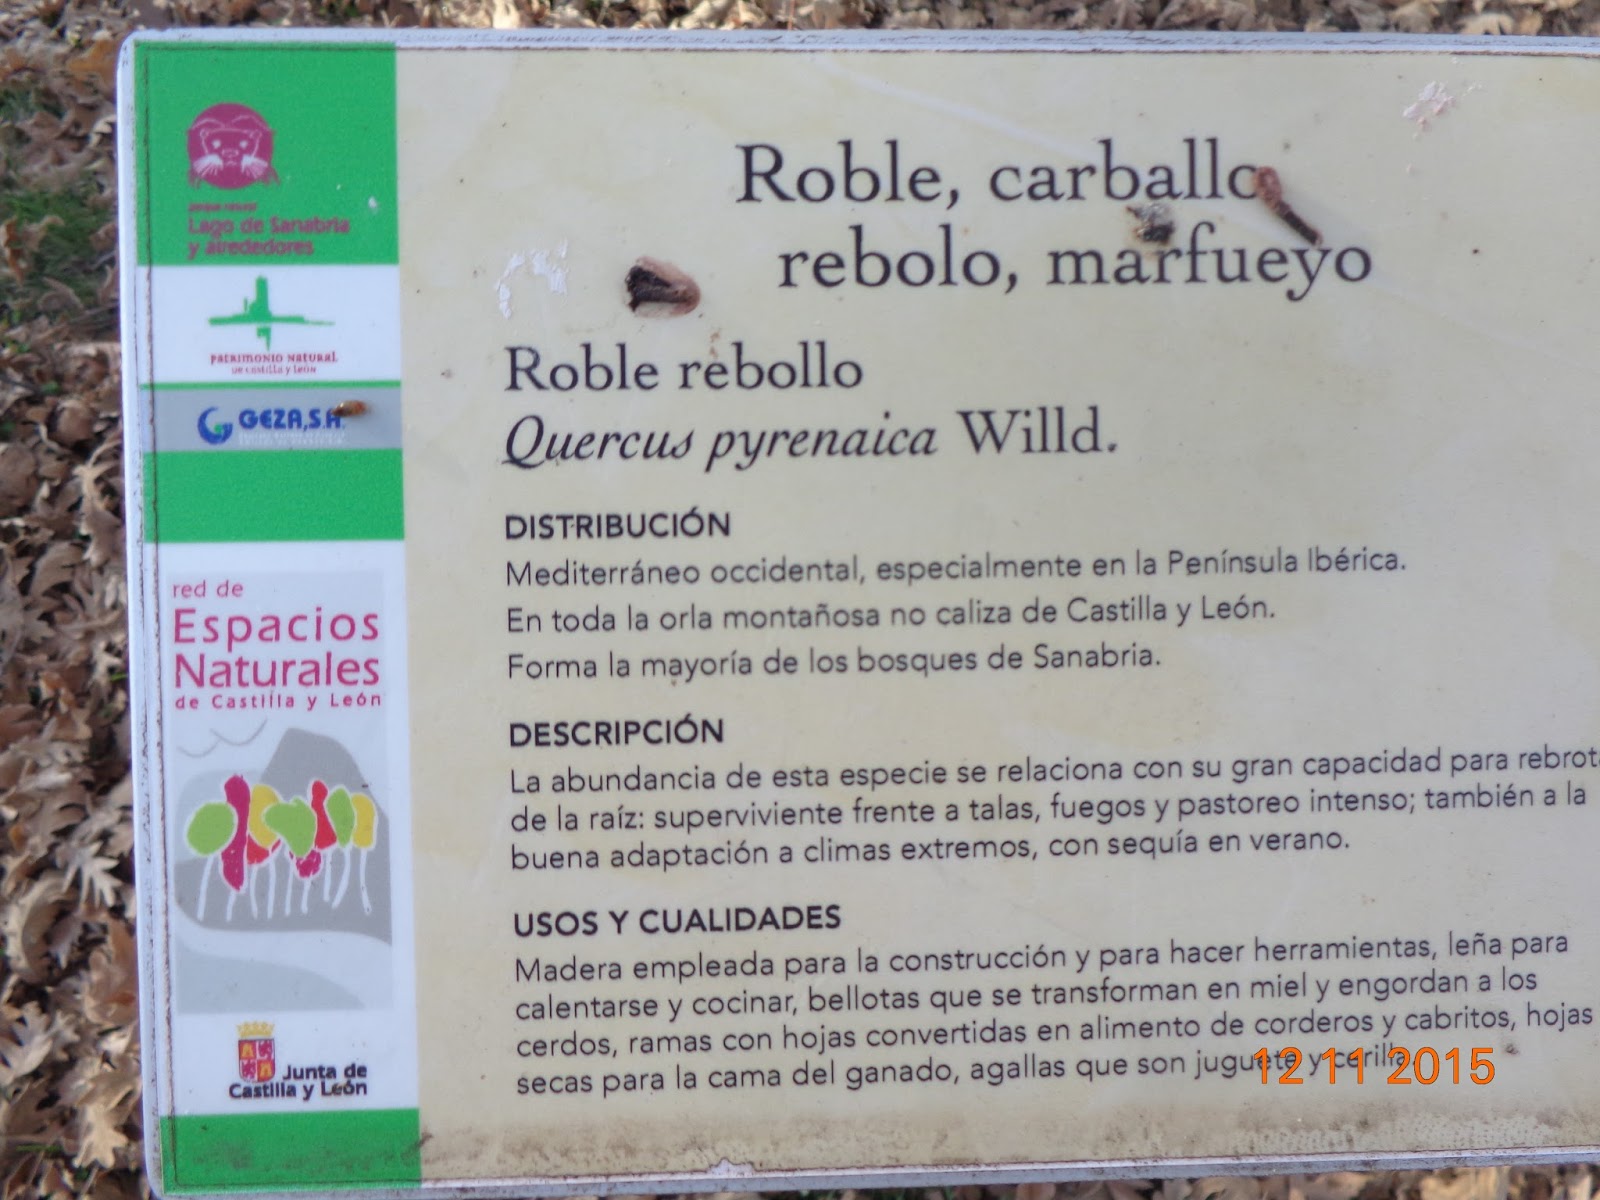 parque natural
Lago de Sanabria
y alrededores
PATRIMONIO NATURAL
DE CASTILLA Y LEÓN
GEZA,S.A.
red de
Espacios
Naturales
de Castilla y León
Junta de
Castilla y León
Roble, carballo
rebolo, marfueyo
Roble rebollo
Quercus pyrenaica Willd.
DISTRIBUCIÓN
Mediterráneo occidental, especialmente en la Península Ibérica.
En toda la orla montañosa no caliza de Castilla y León.
Forma la mayoría de los bosques de Sanabria.
DESCRIPCIÓN
La abundancia de esta especie se relaciona con su gran capacidad para rebrota
de la raíz: superviviente frente a talas, fuegos y pastoreo intenso; también a la
buena adaptación a climas extremos, con sequía en verano.
USOS Y CUALIDADES
Madera empleada para la construcción y para hacer herramientas, leña para
calentarse y cocinar, bellotas que se transforman en miel y engordan a los
cerdos, ramas con hojas convertidas en alimento de corderos y cabritos, hojas
secas para la cama del ganado, agallas que son juguete y cerilla
12 11 2015